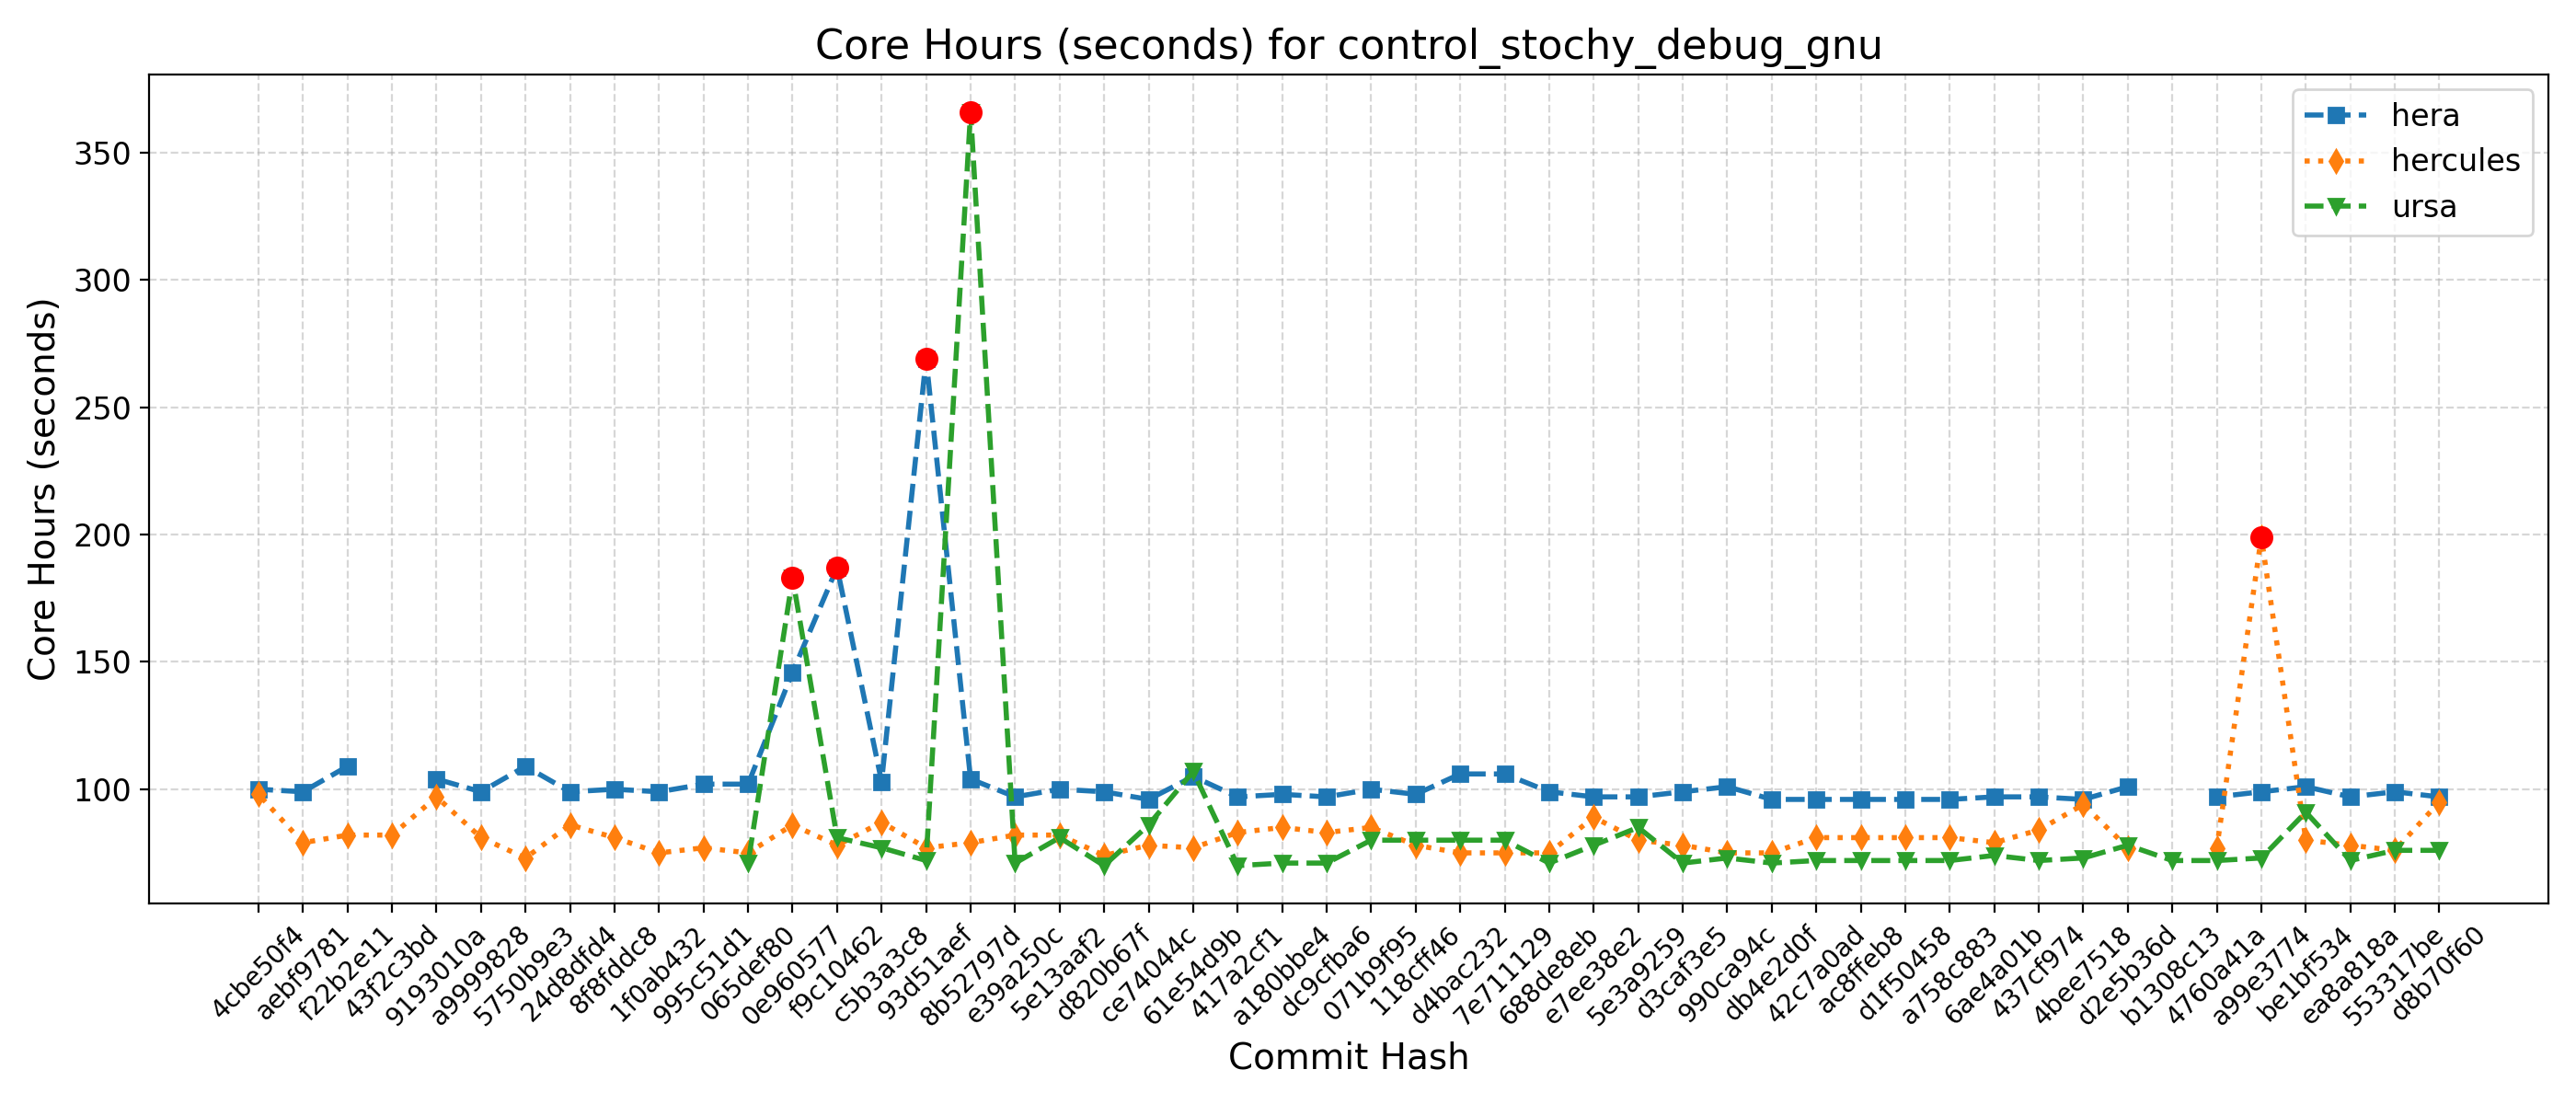 Core Hours (seconds) for control_stochy_debug_gnu
hera
hercules
ursa
Core Hours (seconds)
350
300
250
200
150
100
4cbe50f4
aebf9781
f22b2e11
43f2c3bd
9193010a
a9999828
5750b9e3
24d8dfd4
8f8fddc8
1f0ab432
995c51d1
065def80
0e960577
f9c10462
c5b3a3c8
93d51aef
8b52797d
e39a250c
5e13aaf2
d820b67f
ce74044c
61e54d9b
417a2cf1
a180bbe4
dc9cfba6
071b9f95
118cff46
d4bac232
7e711129
688de8eb
e7ee38e2
5e3a9259
d3caf3e5
990ca94c
db4e2d0f
42c7a0ad
ac8ffeb8
d1f50458
a758c883
6ae4a01b
437cf974
4bee7518
d2e5b36d
b1308c13
4760a41a
a99e3774
be1bf534
ea8a818a
553317be
d8b70f60
Commit Hash